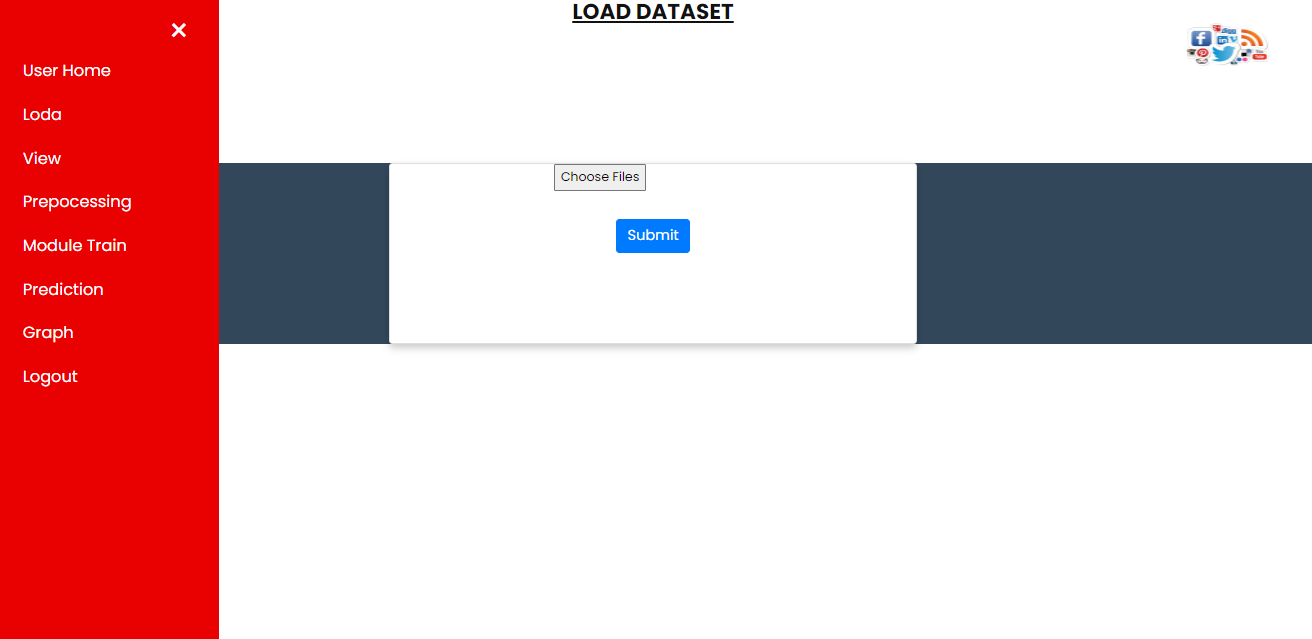 LOAD DATASET
×
User Home
Loda
View
Prepocessing
Module Train
Prediction
Graph
Logout
Choose Files
Submit